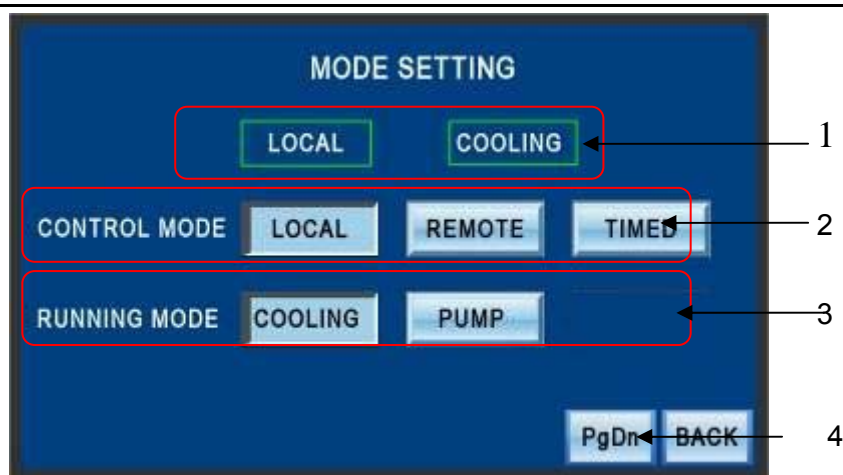 MODE SETTING
LOCAL COOLING 1
CONTROL MODE LOCAL REMOTE TIMED 2
RUNNING MODE COOLING PUMP 3
PgDn BACK 4